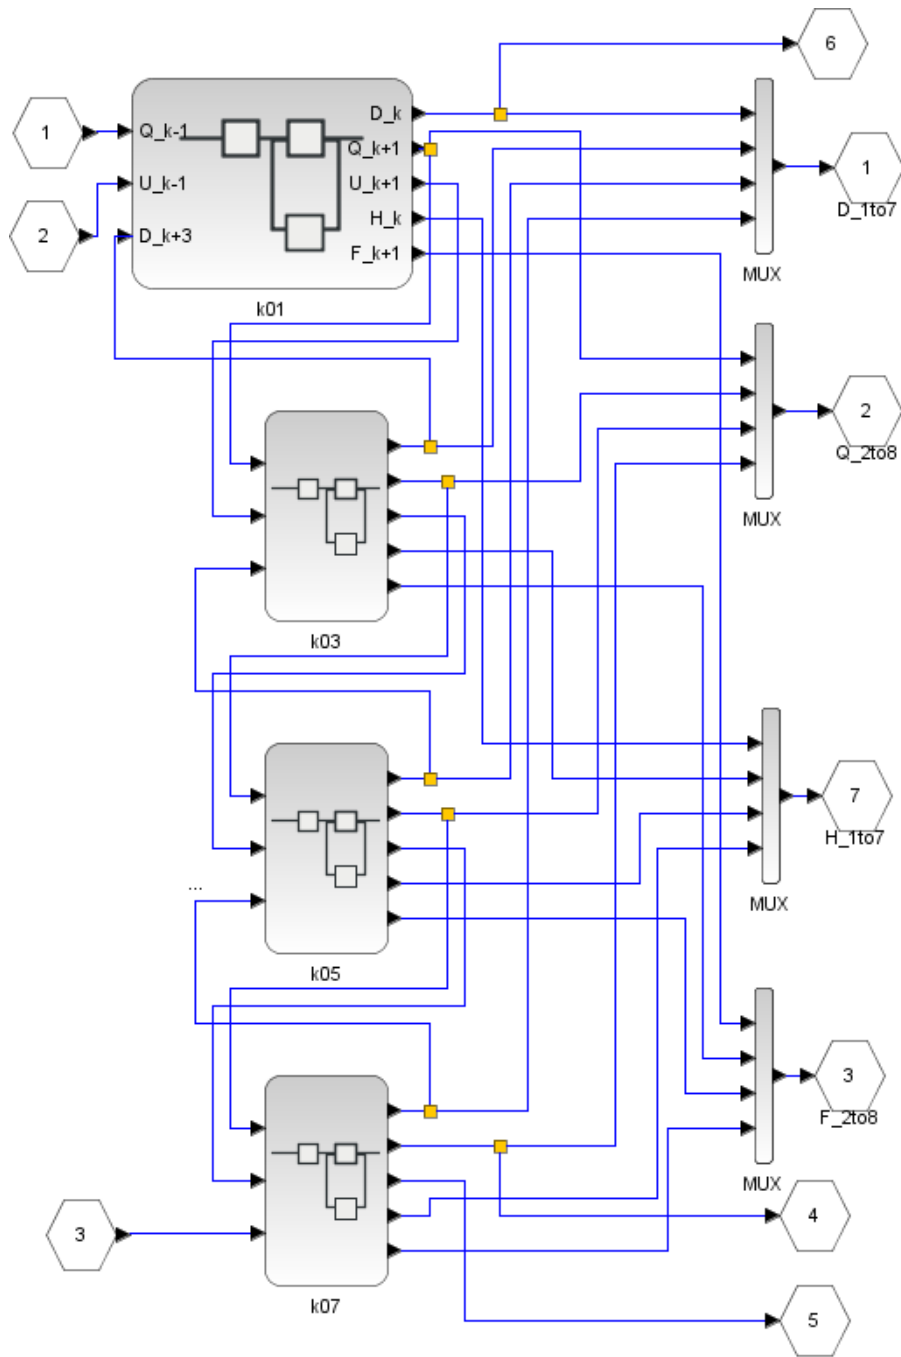 6
1
Q_k-1
D_k
Q_k+1
1
D_1to7
2
U_k-1
U_k+1
D_k+3
H_k
F_k+1
MUX
k01
2
Q_2to8
MUX
k03
7
H_1to7
...
MUX
k05
3
F_2to8
MUX
3
4
k07
5